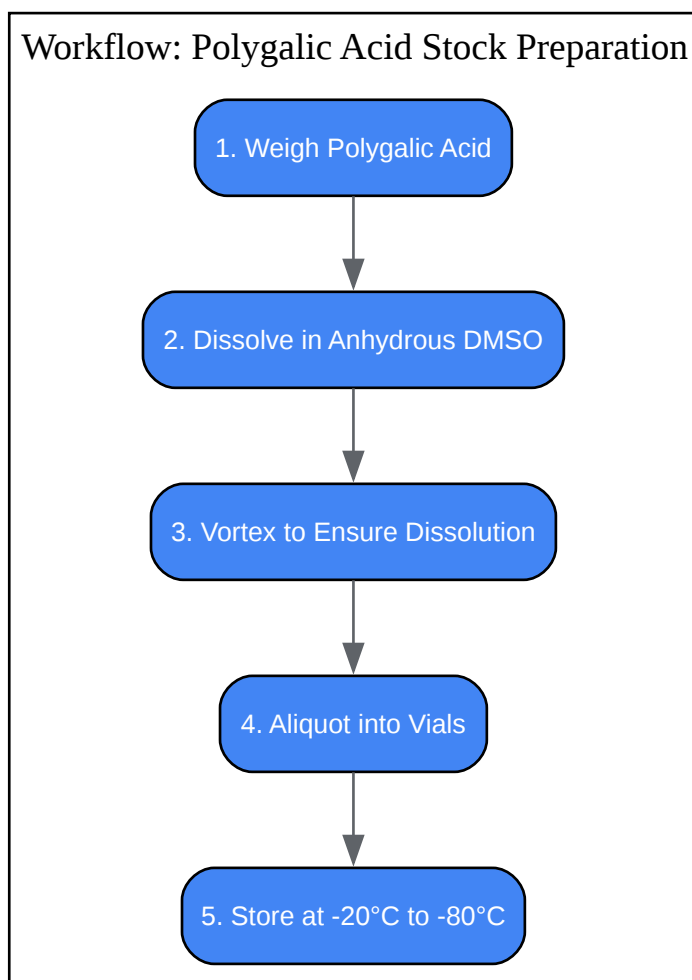 Workflow: Polygalic Acid Stock Preparation
1. Weigh Polygalic Acid
2. Dissolve in Anhydrous DMSO
3. Vortex to Ensure Dissolution
4. Aliquot into Vials
5. Store at -20°C to -80°C